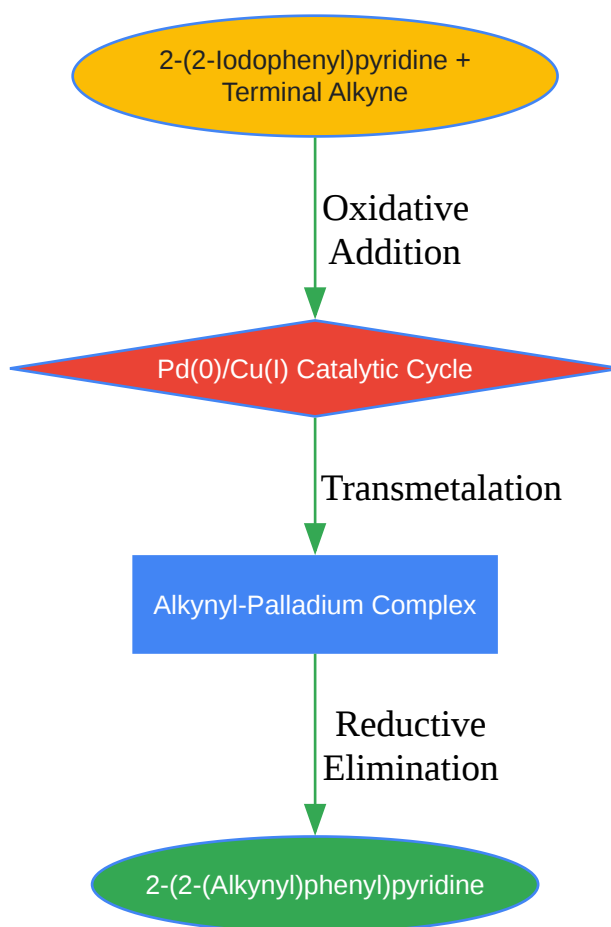 2-(2-Iodophenyl)pyridine +
Terminal Alkyne
Oxidative
Addition
Pd(0)/Cu(I) Catalytic Cycle
Transmetalation
Alkynyl-Palladium Complex
Reductive
Elimination
2-(2-(Alkynyl)phenyl)pyridine